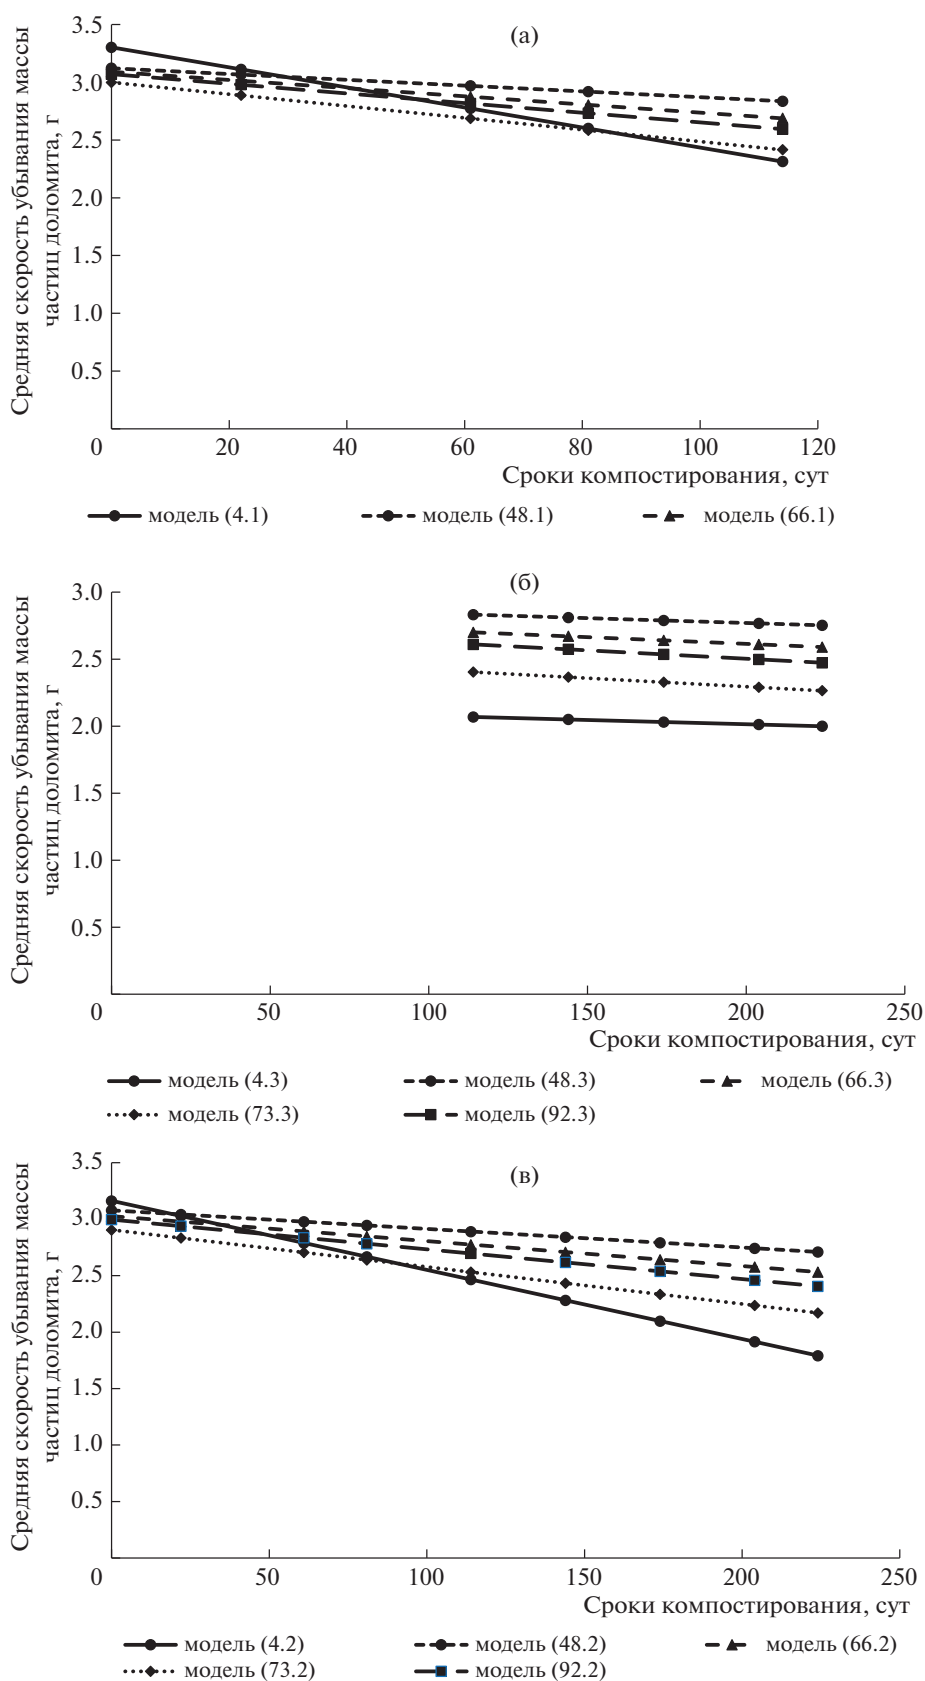 (а)
Средняя скорость убывания массы
частиц доломита, г
3.5
3.0
2.5
2.0
1.5
1.0
0.5
0 20 40 60 80 100 120
Сроки компостирования, сут
модель (4.1) модель (48.1) модель (66.1)
(б)
Средняя скорость убывания массы
частиц доломита, г
3.0
2.5
2.0
1.5
1.0
0.5
0 50 100 150 200 250
Сроки компостирования, сут
модель (4.3) модель (48.3) модель (66.3)
модель (73.3) модель (92.3)
(в)
Средняя скорость убывания массы
частиц доломита, г
3.5
3.0
2.5
2.0
1.5
1.0
0.5
0 50 100 150 200 250
Сроки компостирования, сут
модель (4.2) модель (48.2) модель (66.2)
модель (73.2) модель (92.2)